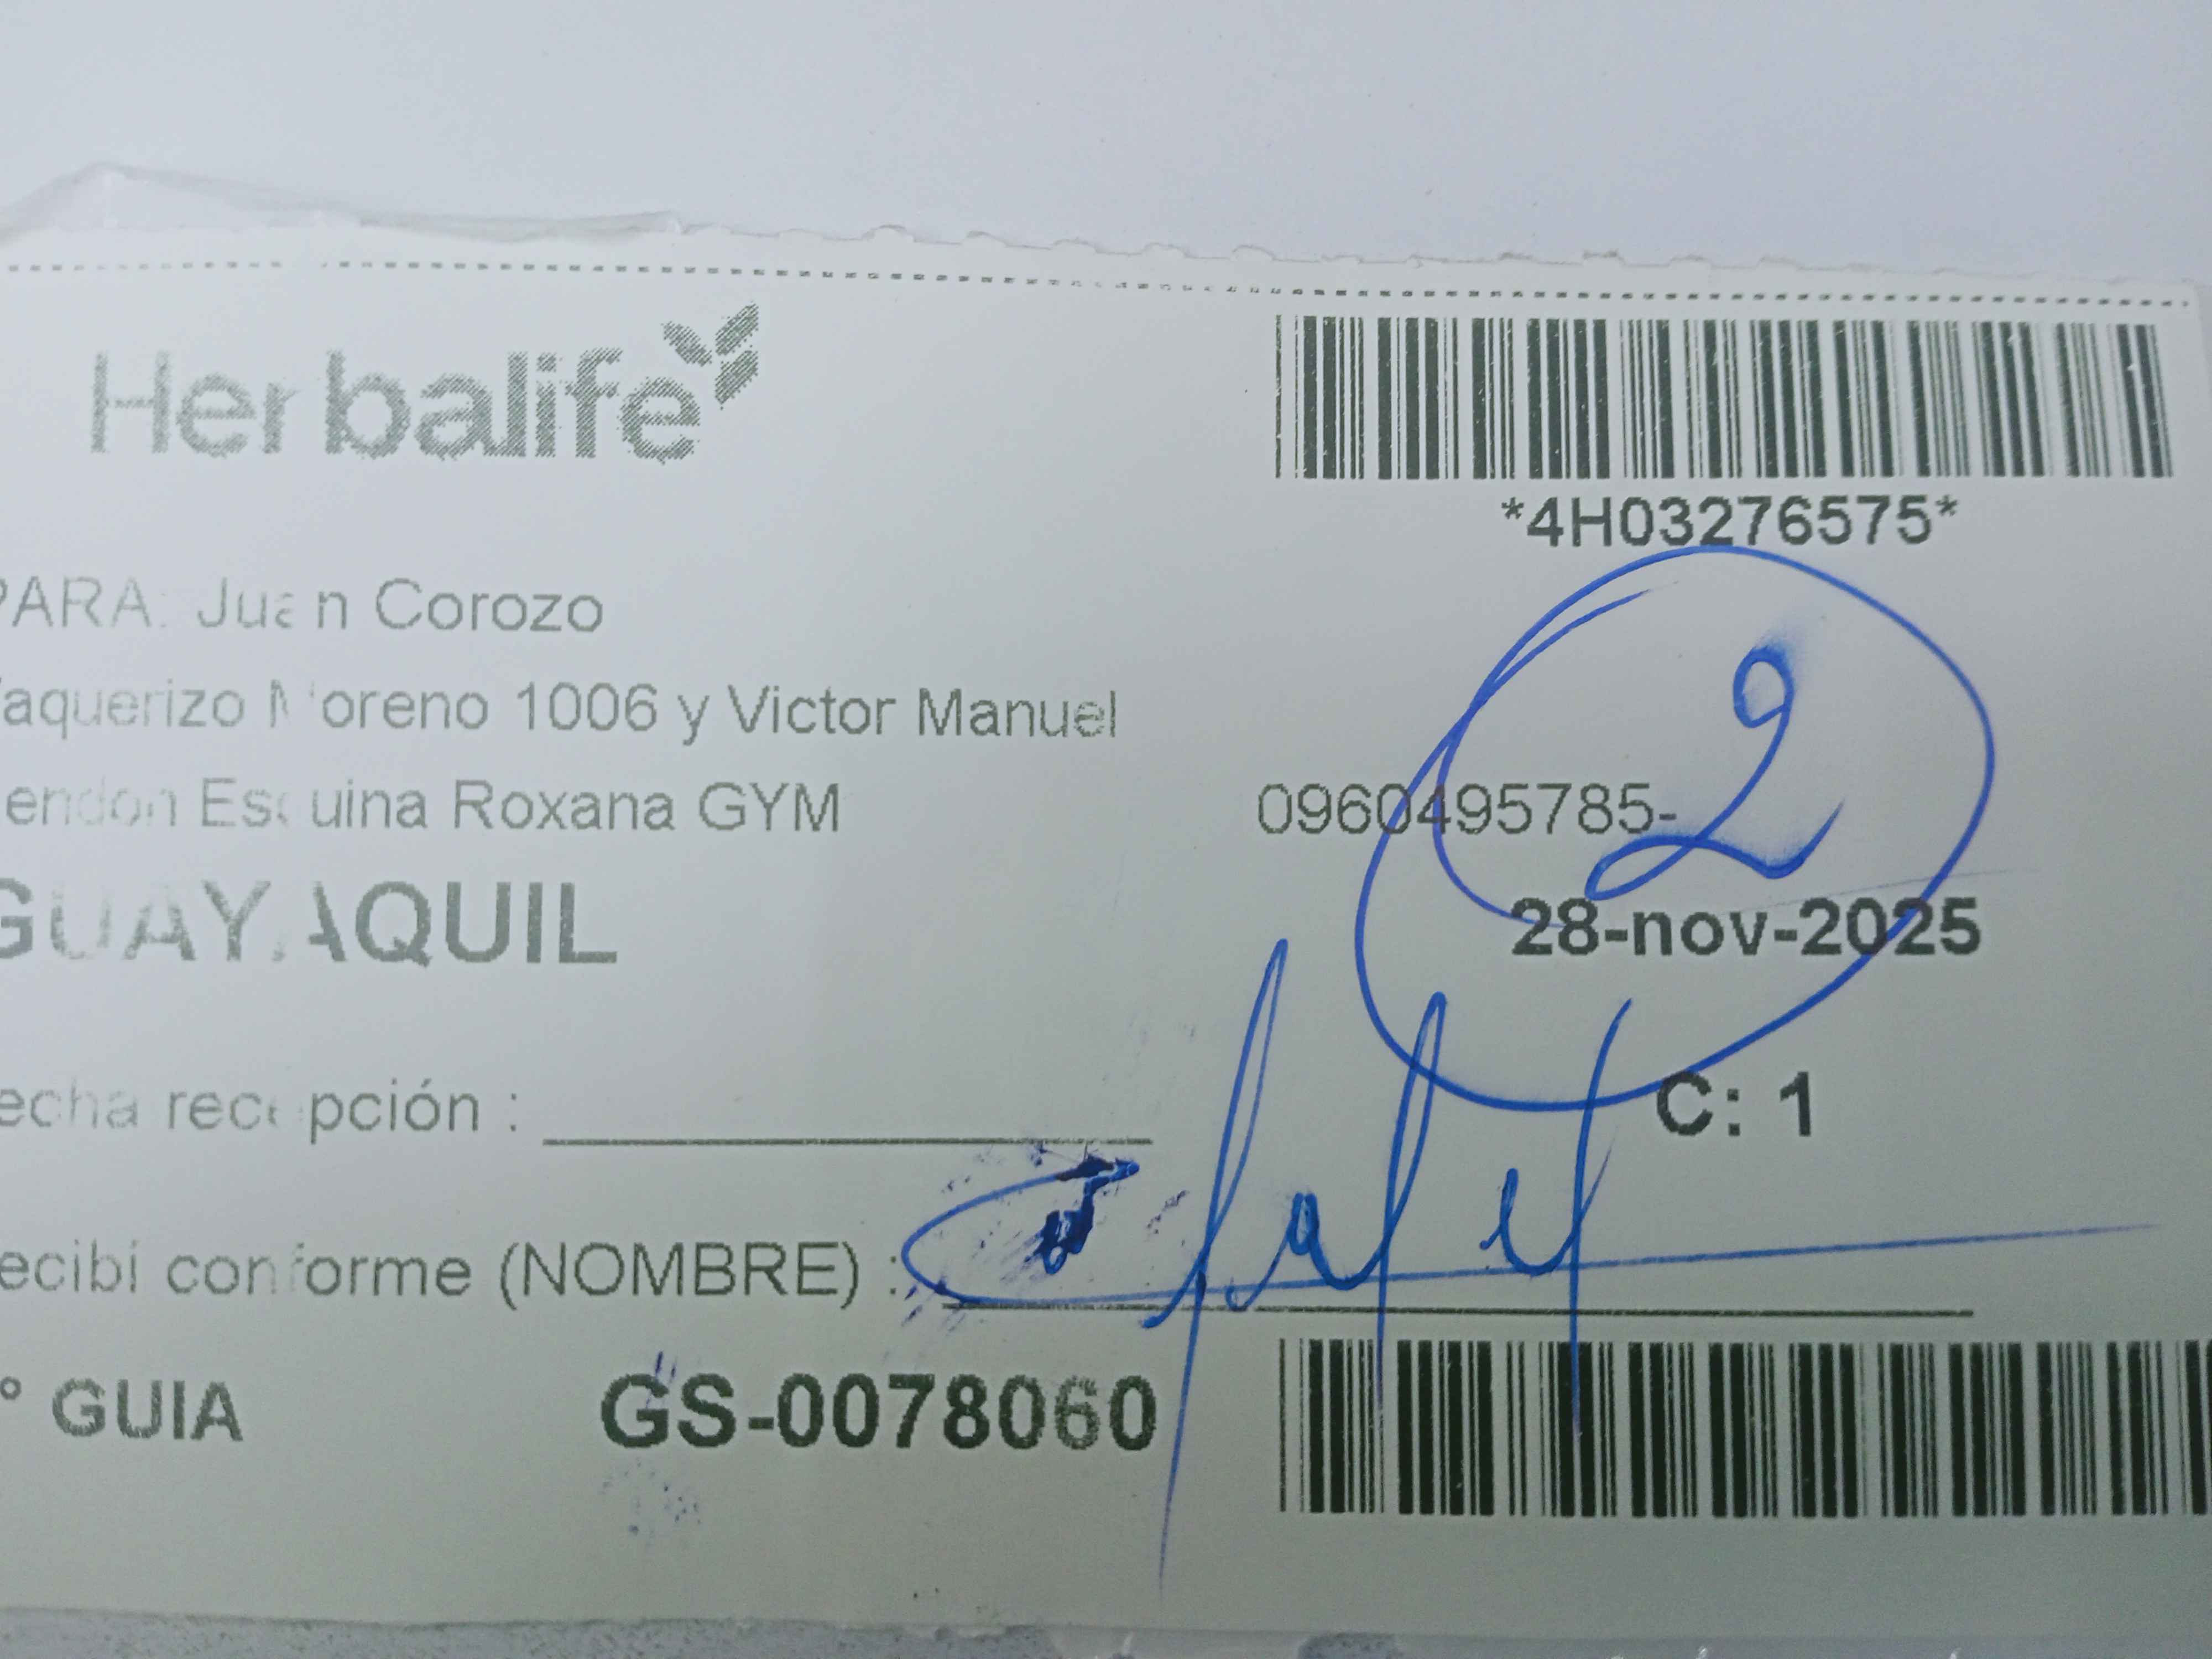 Herbalife
*4H03276575*
PARA: Juan Corozo
aquerizo Moreno 1006 y Victor Manuel
endon Esquina Roxana GYM
0960495785-
2
GUAYAQUIL
28-nov-2025
echa recepción :
C: 1
ecibí conforme (NOMBRE) :
° GUIA GS-0078060